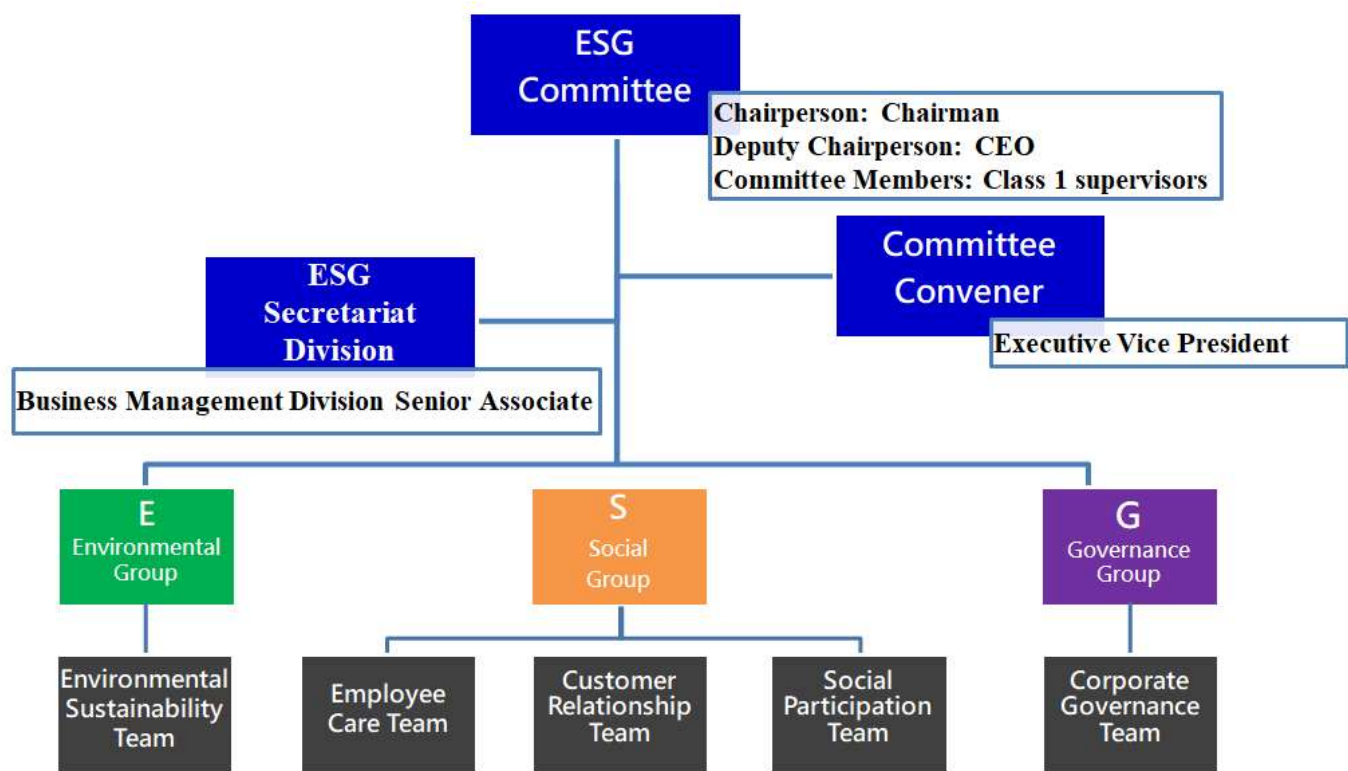 ESG
Committee
Chairperson: Chairman
Deputy Chairperson: CEO
Committee Members: Class 1 supervisors
Committee
Convener
Executive Vice President
ESG
Secretariat
Division
Business Management Division Senior Associate
E
Environmental
Group
S
Social
Group
G
Governance
Group
Environmental
Sustainability
Team
Employee
Care Team
Customer
Relationship
Team
Social
Participation
Team
Corporate
Governance
Team